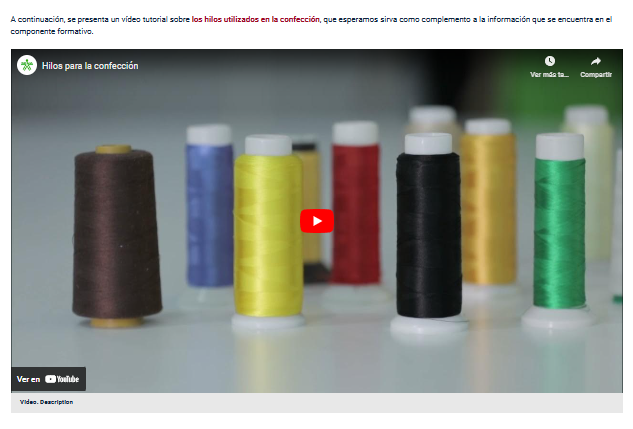 A continuación, se presenta un vídeo tutorial sobre los hilos utilizados en la confección, que esperamos sirva como complemento a la información que se encuentra en el
componente formativo.
Hilos para la confección
Ver más ta...
Compartir
Ver en YouTube
Video. Description